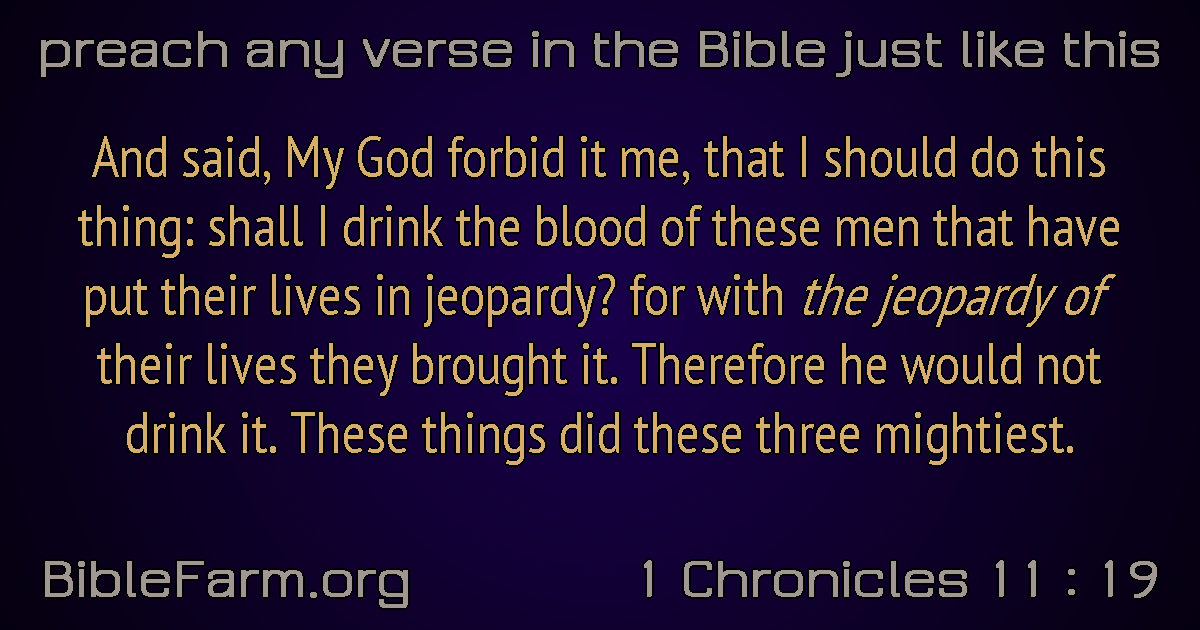 preach any verse in the Bible just like this
And said, My God forbid it me, that I should do this
thing: shall I drink the blood of these men that have
put their lives in jeopardy? for with the jeopardy of
their lives they brought it. Therefore he would not
drink it. These things did these three mightiest.
BibleFarm.org 1 Chronicles 11 : 19